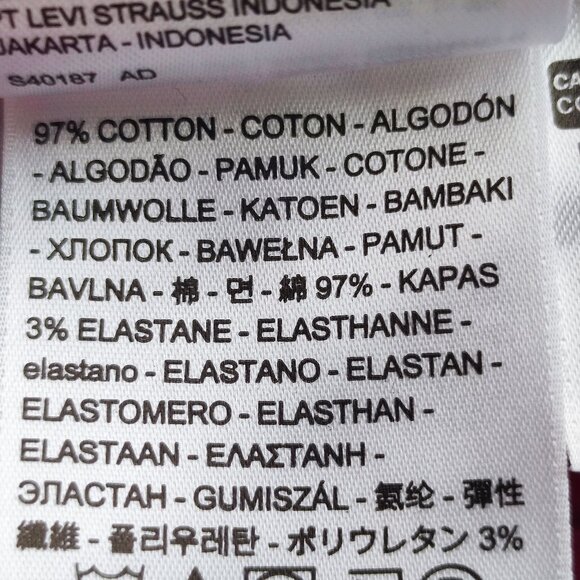 PT LEVI STRAUSS INDONESIA
JAKARTA - INDONESIA
S40187 AD
CA
CO
97% COTTON - COTON - ALGODÓN
- ALGODÃO - PAMUK - COTONE -
BAUMWOLLE - KATOEN - BAMBAKI
- ХЛОПОК - BAWEŁNA - PAMUT -
BAVLNA - 棉 - 면 - 綿 97% - KAPAS
3% ELASTANE - ELASTHANNE -
elastano - ELASTANO - ELASTAN -
ELASTOMERO - ELASTHAN -
ELASTAAN - ΕΛΑΣΤΑΝΗ -
ЭЛАСТАН - GUMISZÁL - 氨纶 - 彈性
纖維 - 폴리우레탄 - ポリウレタン 3%